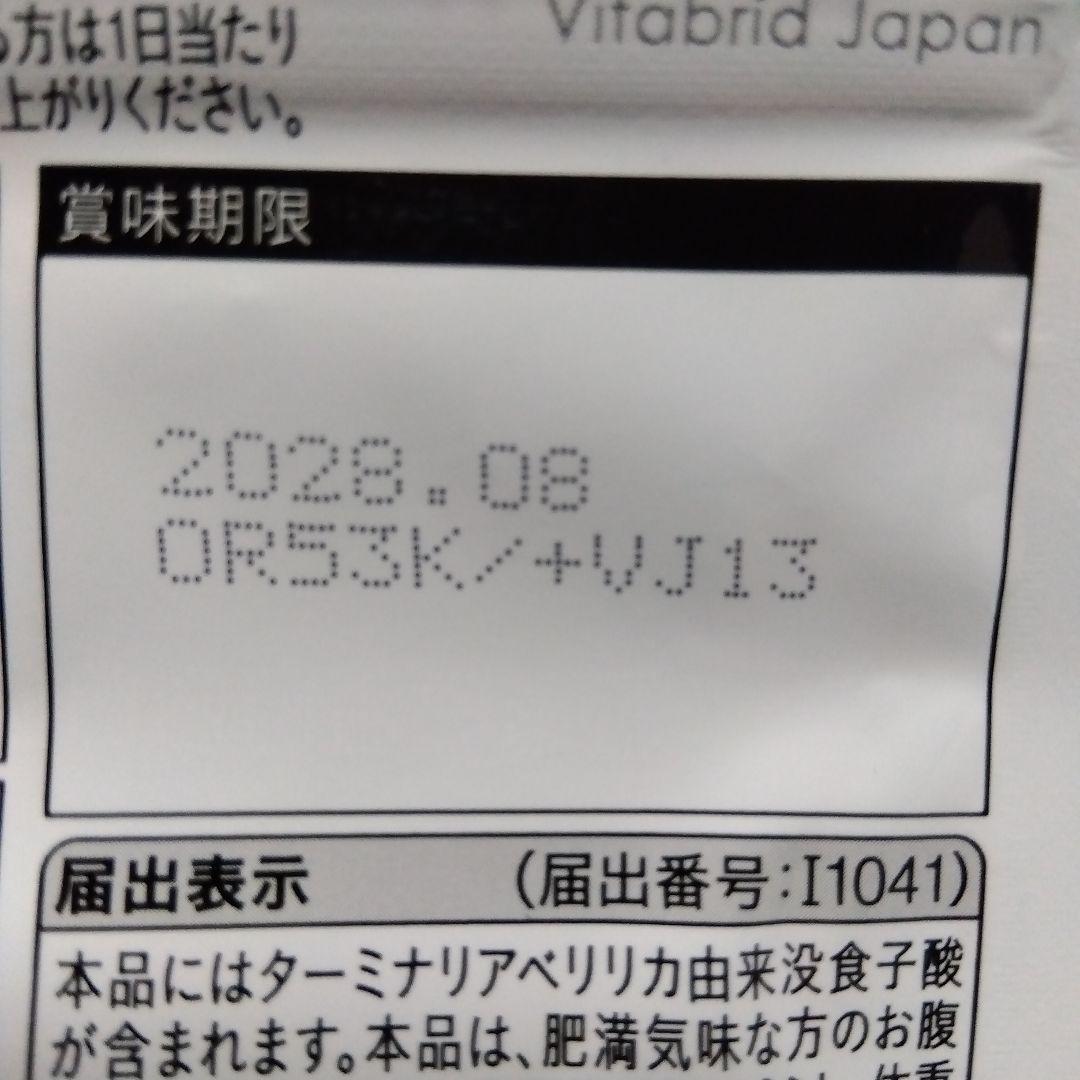 方は1日当たり
上がりください。
Vitabrid Japan
賞味期限
2028.08
0R53K/+VJ13
届出表示 (届出番号:I1041)
本品にはターミナリアベリリカ由来没食子酸
が含まれます。本品は、肥満気味な方のお腹